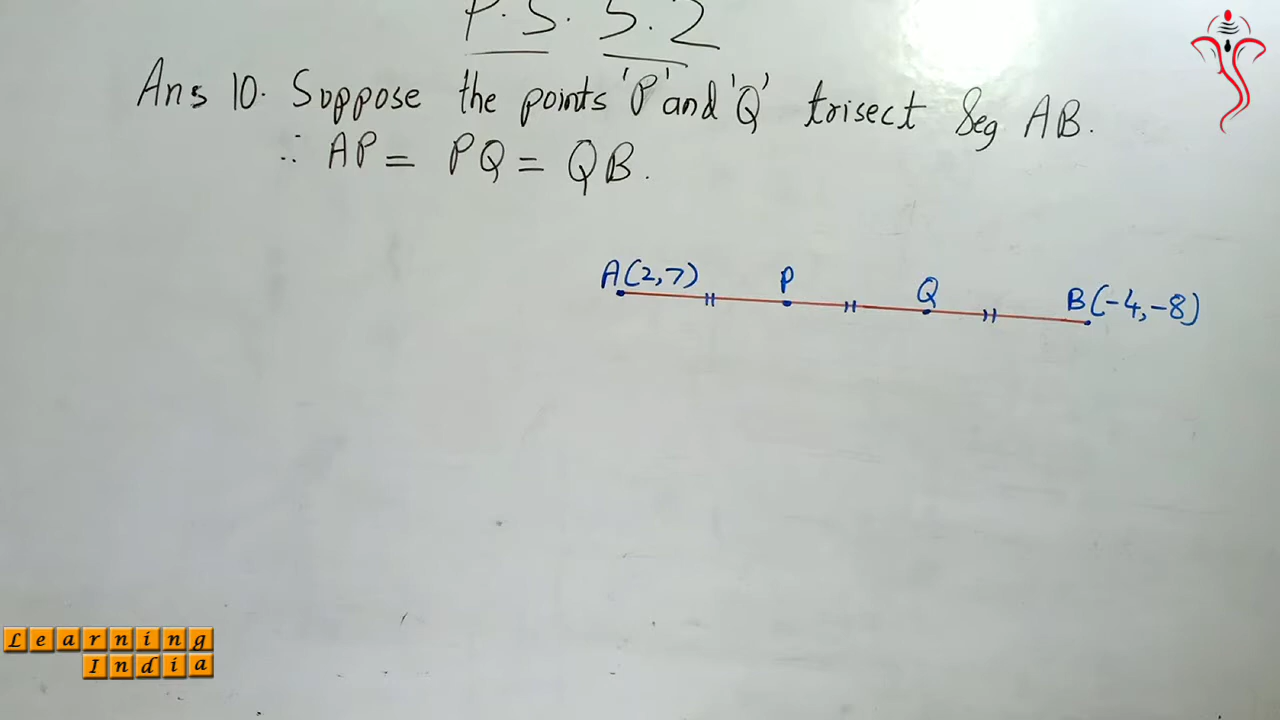 P.S. 5.2
Ans 10. Suppose the points 'P' and 'Q' trisect Seg AB.
∴ AP = PQ = QB.
A(2,7) P Q B(-4,-8)
Learning
India